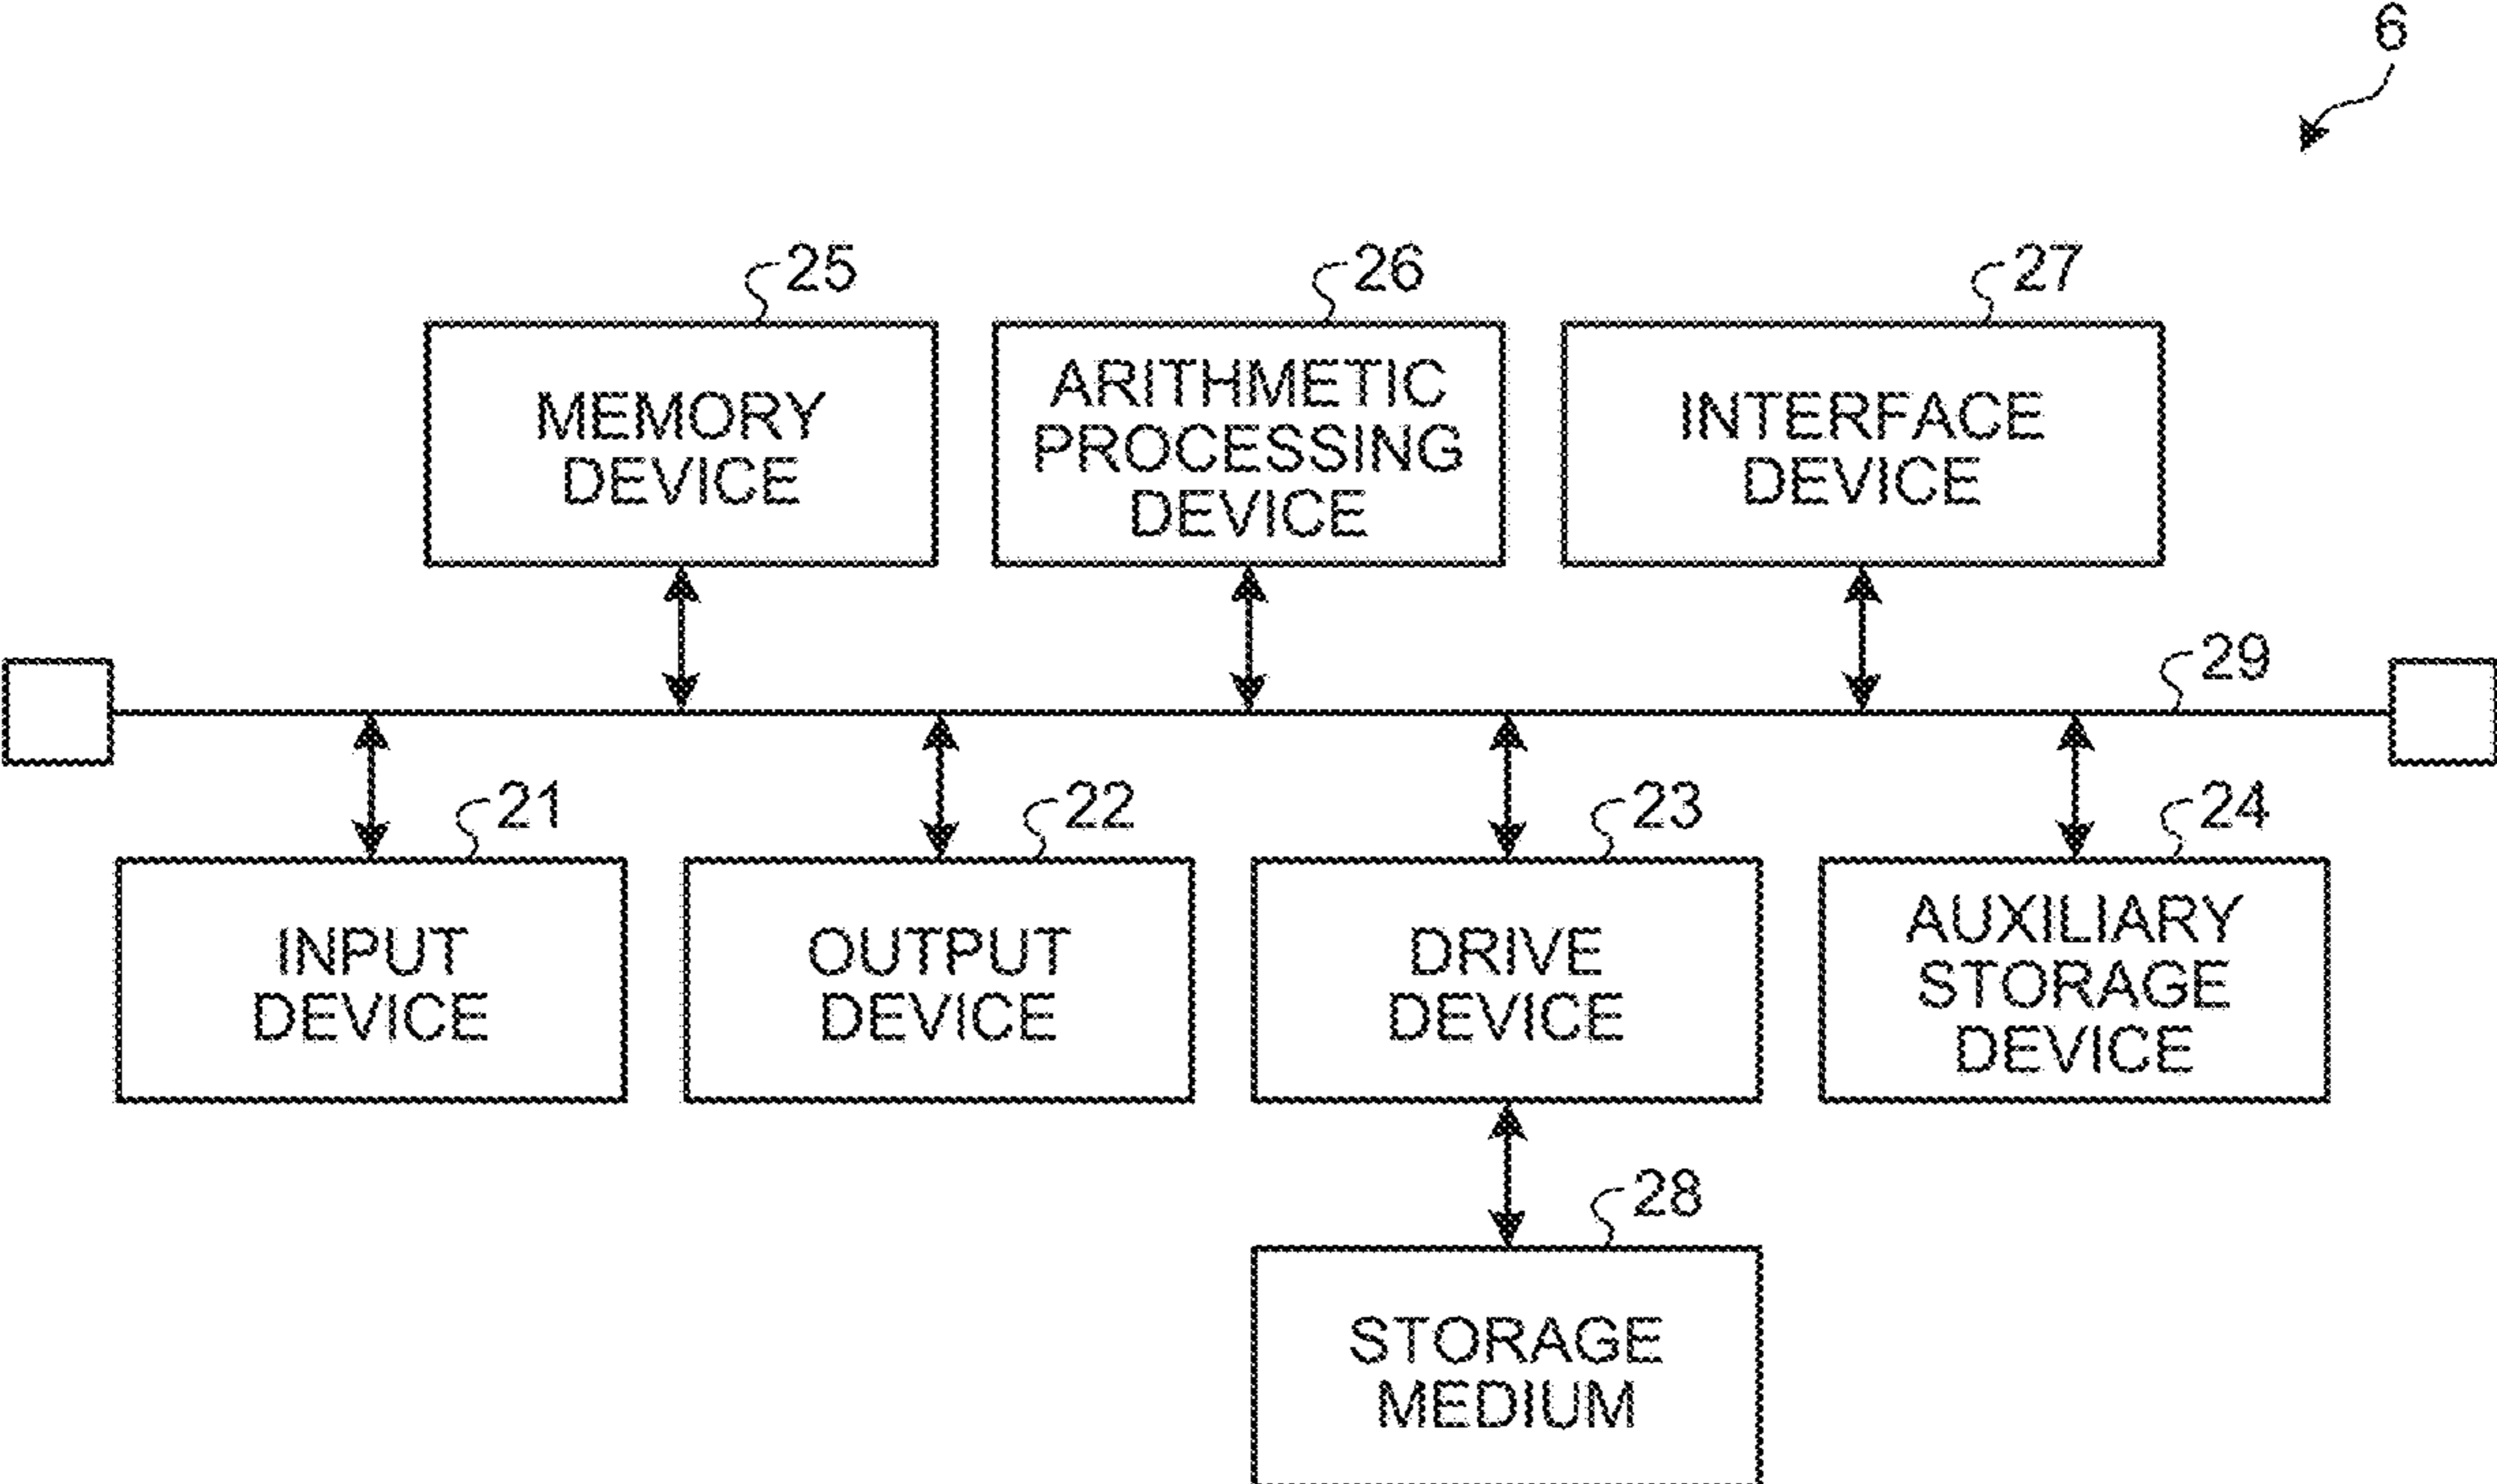 6
25
26
27
MEMORY
DEVICE
ARITHMETIC
PROCESSING
DEVICE
INTERFACE
DEVICE
29
21
22
23
24
INPUT
DEVICE
OUTPUT
DEVICE
DRIVE
DEVICE
AUXILIARY
STORAGE
DEVICE
28
STORAGE
MEDIUM